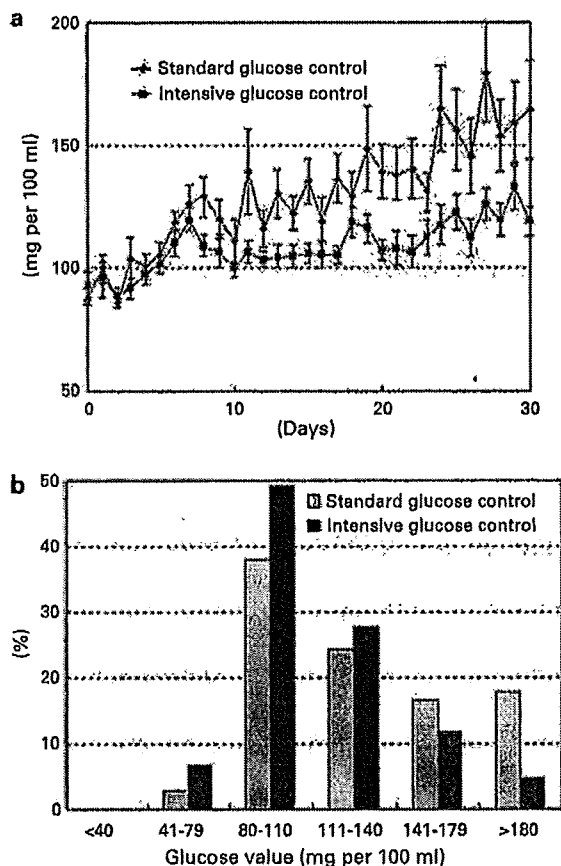 a
200
Standard glucose control
Intensive glucose control
150
(mg per 100 ml)
100
50
0 10 20 30
(Days)
b
50
Standard glucose control
Intensive glucose control
40
30
(%)
20
10
0
<40 41-79 80-110 111-140 141-179 >180
Glucose value (mg per 100 ml)